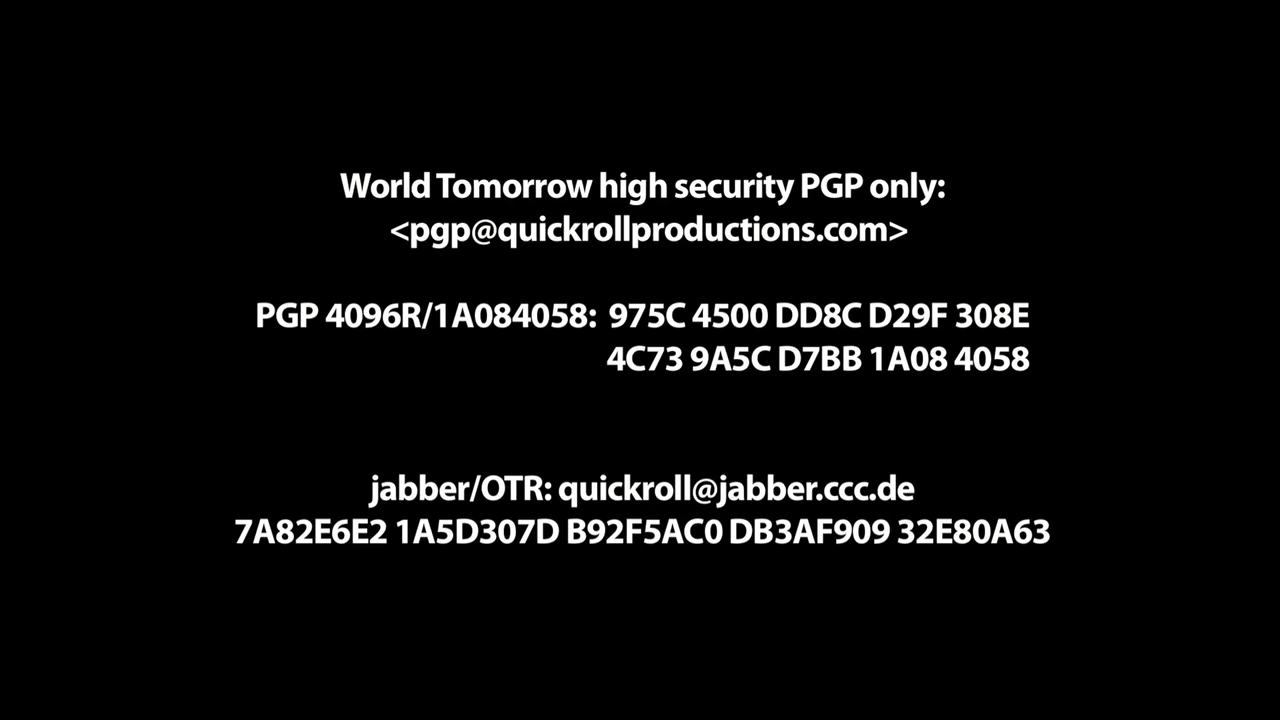 World Tomorrow high security PGP only:
<pgp@quickrollproductions.com>
PGP 4096R/1A084058: 975C 4500 DD8C D29F 308E
4C73 9A5C D7BB 1A08 4058
jabber/OTR: quickroll@jabber.ccc.de
7A82E6E2 1A5D307D B92F5AC0 DB3AF909 32E80A63